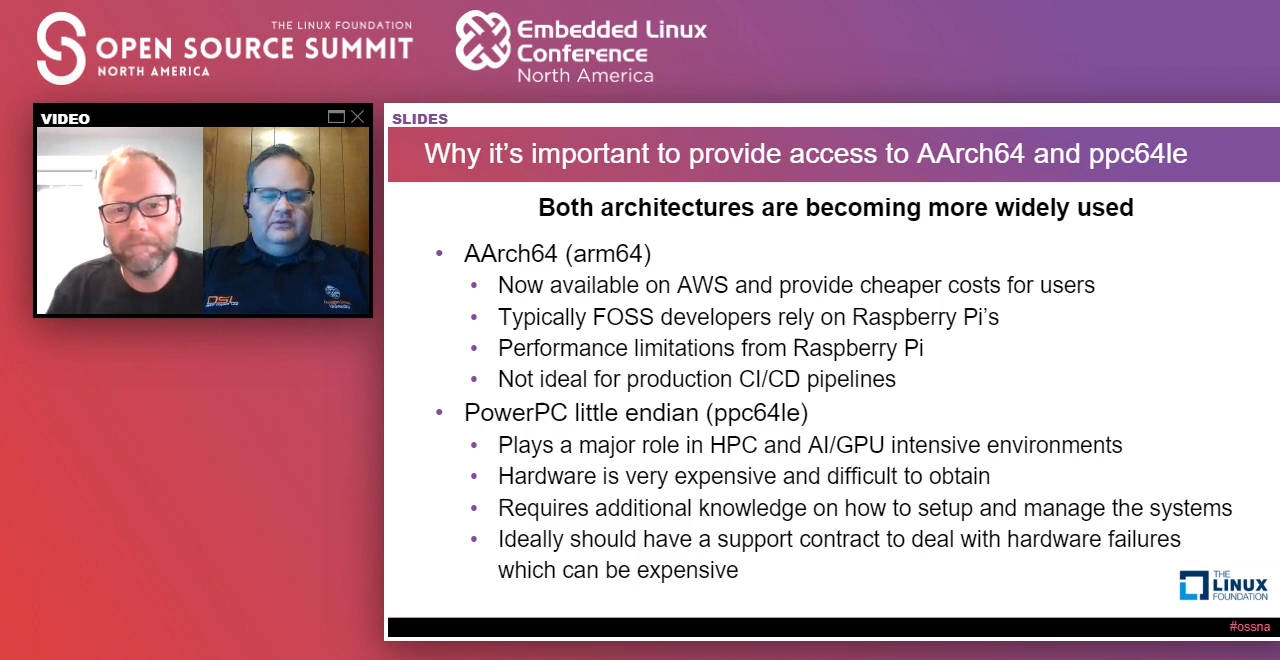 THE LINUX FOUNDATION
OPEN SOURCE SUMMIT
NORTH AMERICA
Embedded Linux
Conference
North America
VIDEO
SLIDES
Why it's important to provide access to AArch64 and ppc64le
Both architectures are becoming more widely used
• AArch64 (arm64)
• Now available on AWS and provide cheaper costs for users
• Typically FOSS developers rely on Raspberry Pi's
• Performance limitations from Raspberry Pi
• Not ideal for production CI/CD pipelines
• PowerPC little endian (ppc64le)
• Plays a major role in HPC and AI/GPU intensive environments
• Hardware is very expensive and difficult to obtain
• Requires additional knowledge on how to setup and manage the systems
• Ideally should have a support contract to deal with hardware failures
which can be expensive
OSL
THE
LINUX
FOUNDATION
#ossna